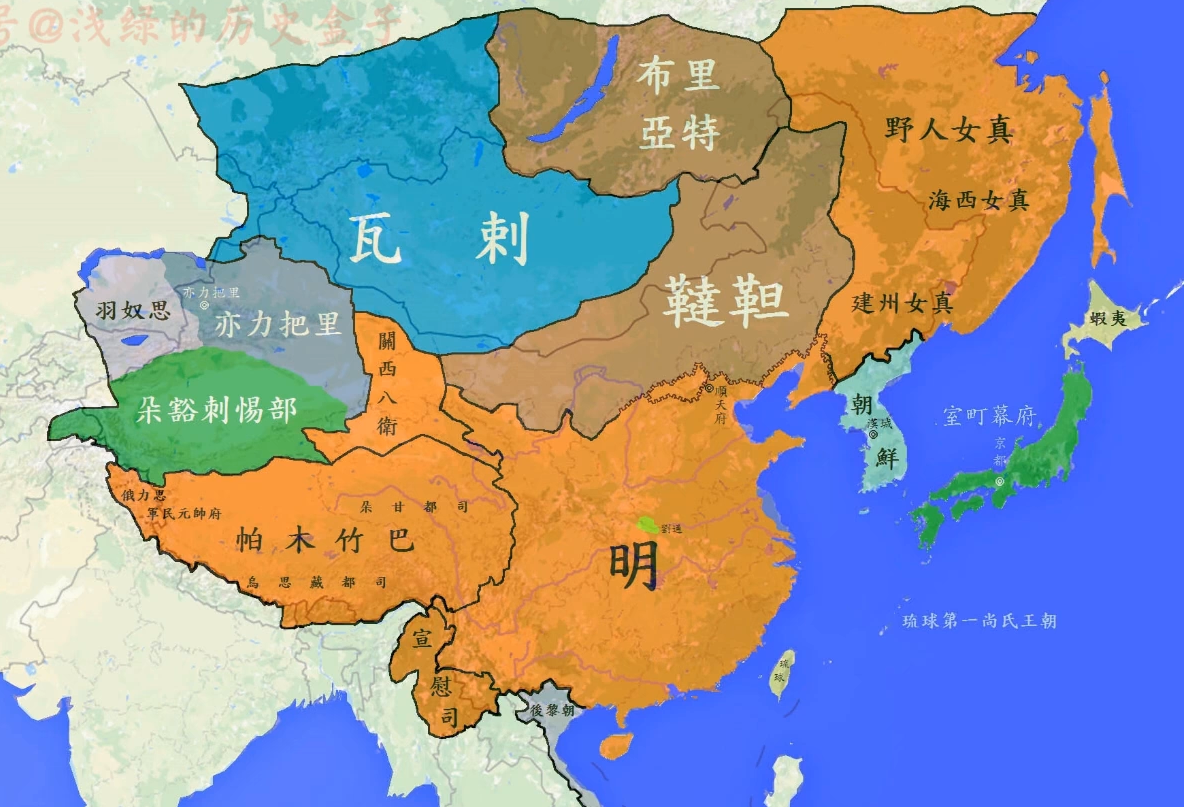 号@浅绿的历史盒子
布里
亞特
野人女真
海西女真
建州女真
瓦剌
韃靼
羽奴思
亦力把里
亦力把里
關西八衛
朵豁剌惕部
俄力思
軍民元帥府
朵甘都司
帕木竹巴
烏思藏都司
順天府
明
劉通
朝鮮
漢城
蝦夷
室町幕府
京都
琉球第一尚氏王朝
琉球
宣慰司
後黎朝